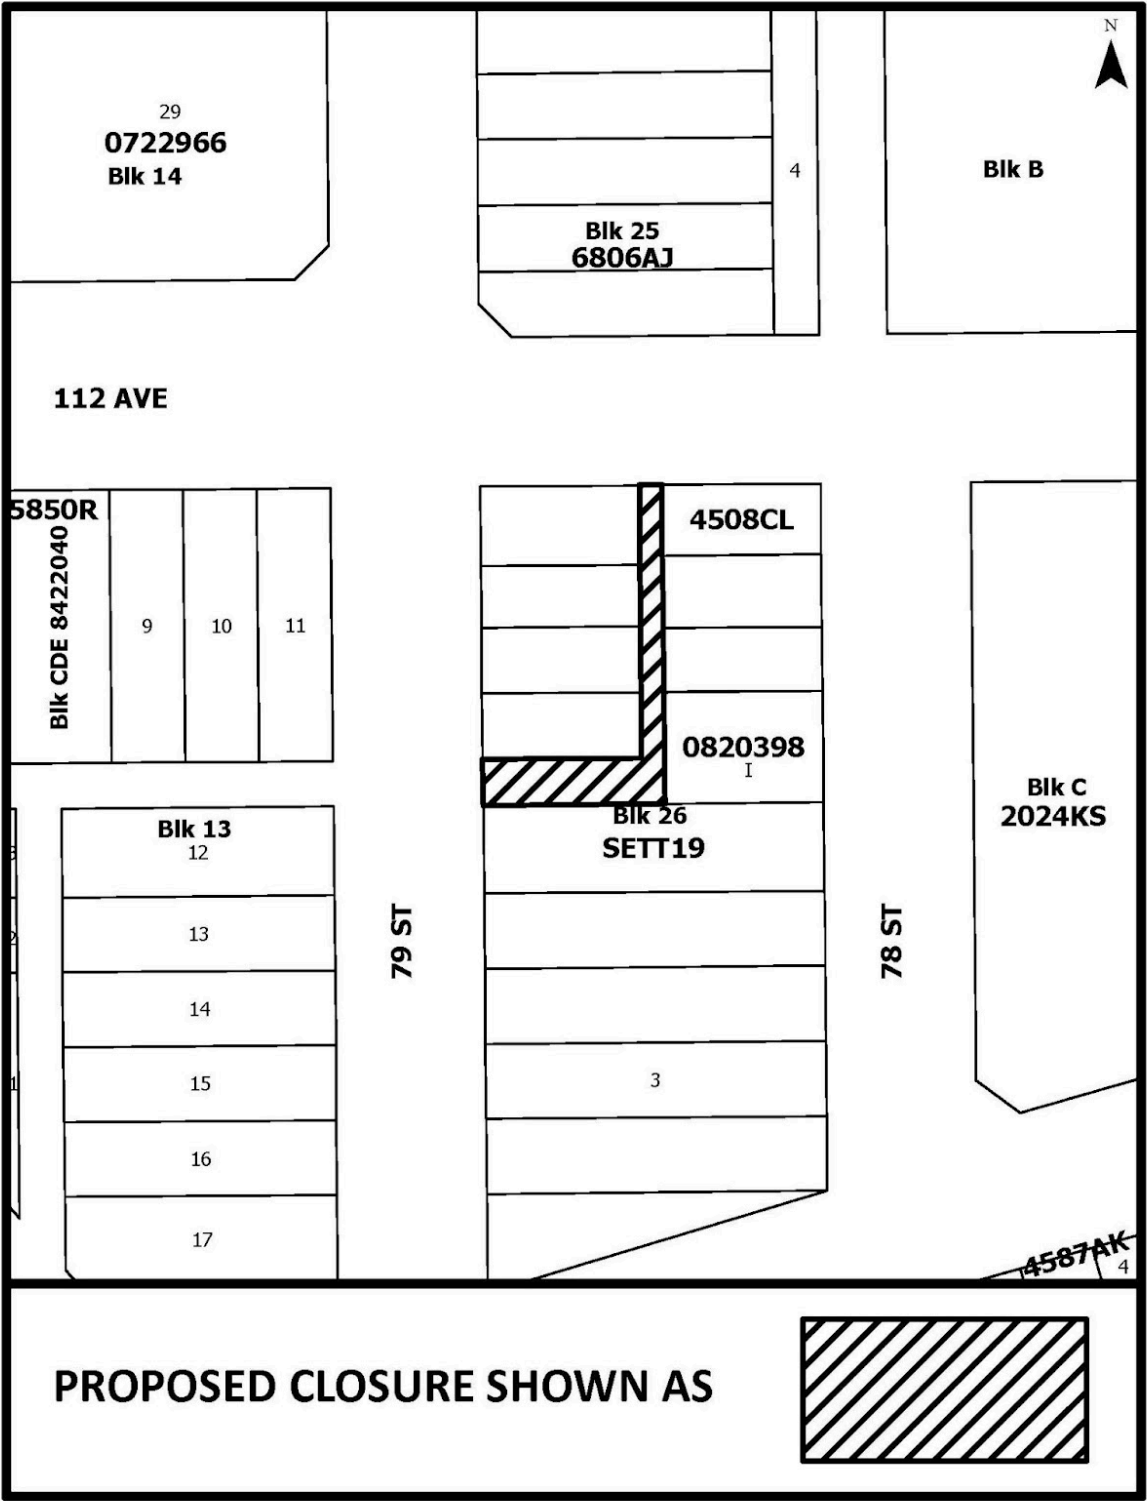 N
29
0722966
Blk 14
4
Blk B
Blk 25
6806AJ
112 AVE
5850R
Blk CDE 8422040
9
10
11
4508CL
0820398
I
Blk C
2024KS
Blk 13
12
Blk 26
SETT19
13
79 ST
78 ST
14
15
3
16
17
4587AK
4
2
1
PROPOSED CLOSURE SHOWN AS